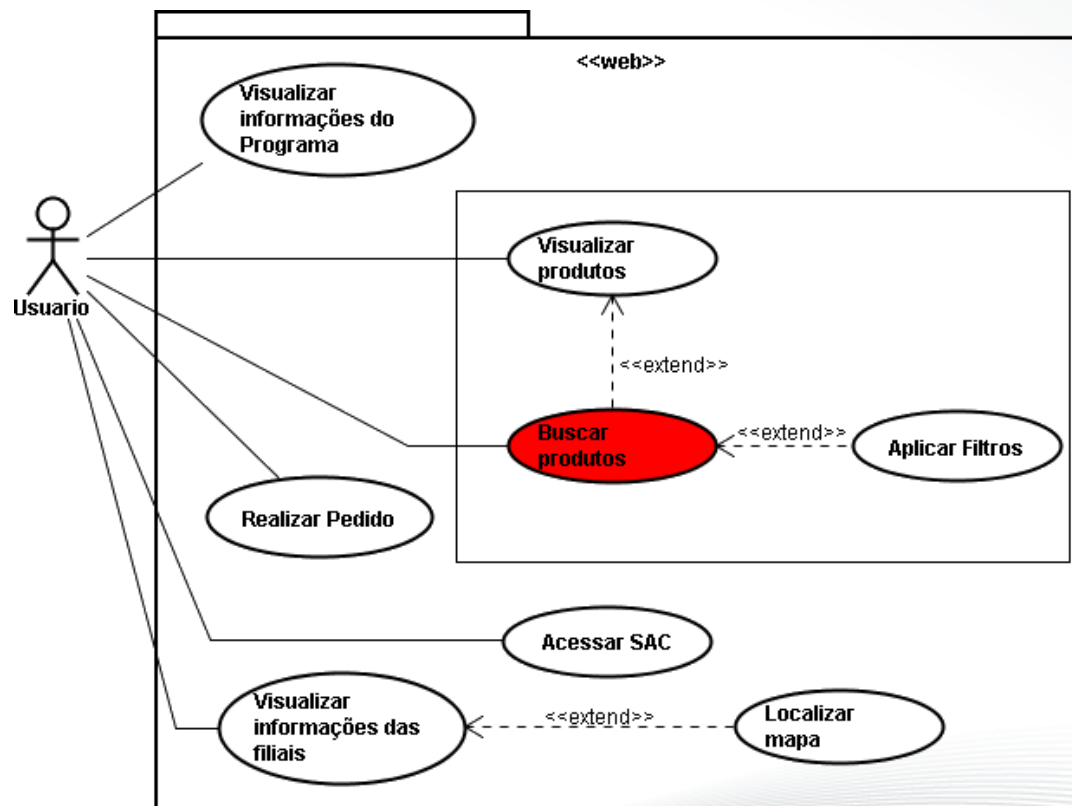 <<web>>
Visualizar
informações do
Programa
Visualizar
produtos
Usuario
<<extend>>
Buscar
produtos
<<extend>>
Aplicar Filtros
Realizar Pedido
Acessar SAC
Visualizar
informações das
filiais
<<extend>>
Localizar
mapa